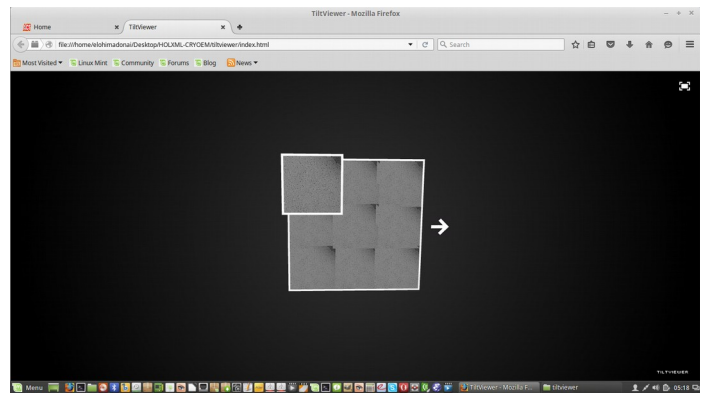 TiltViewer - Mozilla Firefox
Home
TiltViewer
file:///home/elohimadonai/Desktop/HOLXML-CRYOEM/tiltviewer/index.html
Search
Most Visited
Linux Mint
Community
Forums
Blog
News
TILTVIEWER
Menu
TiltViewer - Mozilla F...
tiltviewer
05:18